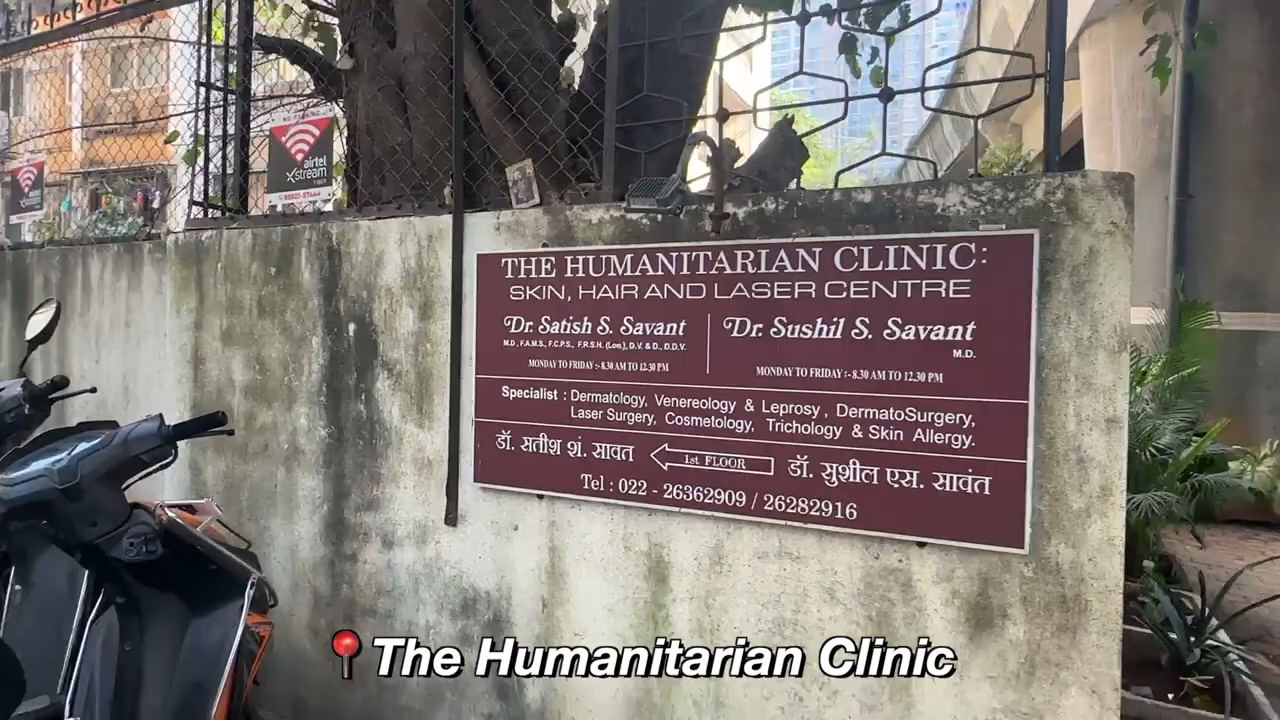 airtel
Xstream
THE HUMANITARIAN CLINIC:
SKIN, HAIR AND LASER CENTRE
Dr. Satish S. Savant
M.D., F.A.M.S., F.C.P.S., F.R.S.H. (Lon.), D.V. & D., D.D.V.
MONDAY TO FRIDAY :- 8.30 AM TO 12.30 PM
Dr. Sushil S. Savant
M.D.
MONDAY TO FRIDAY :- 8.30 AM TO 12.30 PM
Specialist : Dermatology, Venereology & Leprosy, DermatoSurgery,
Laser Surgery, Cosmetology, Trichology & Skin Allergy.
डॉ. सतीश शं. सावत
1st FLOOR
डॉ. सुशील एस. सावंत
Tel : 022 - 26362909 / 26282916
The Humanitarian Clinic